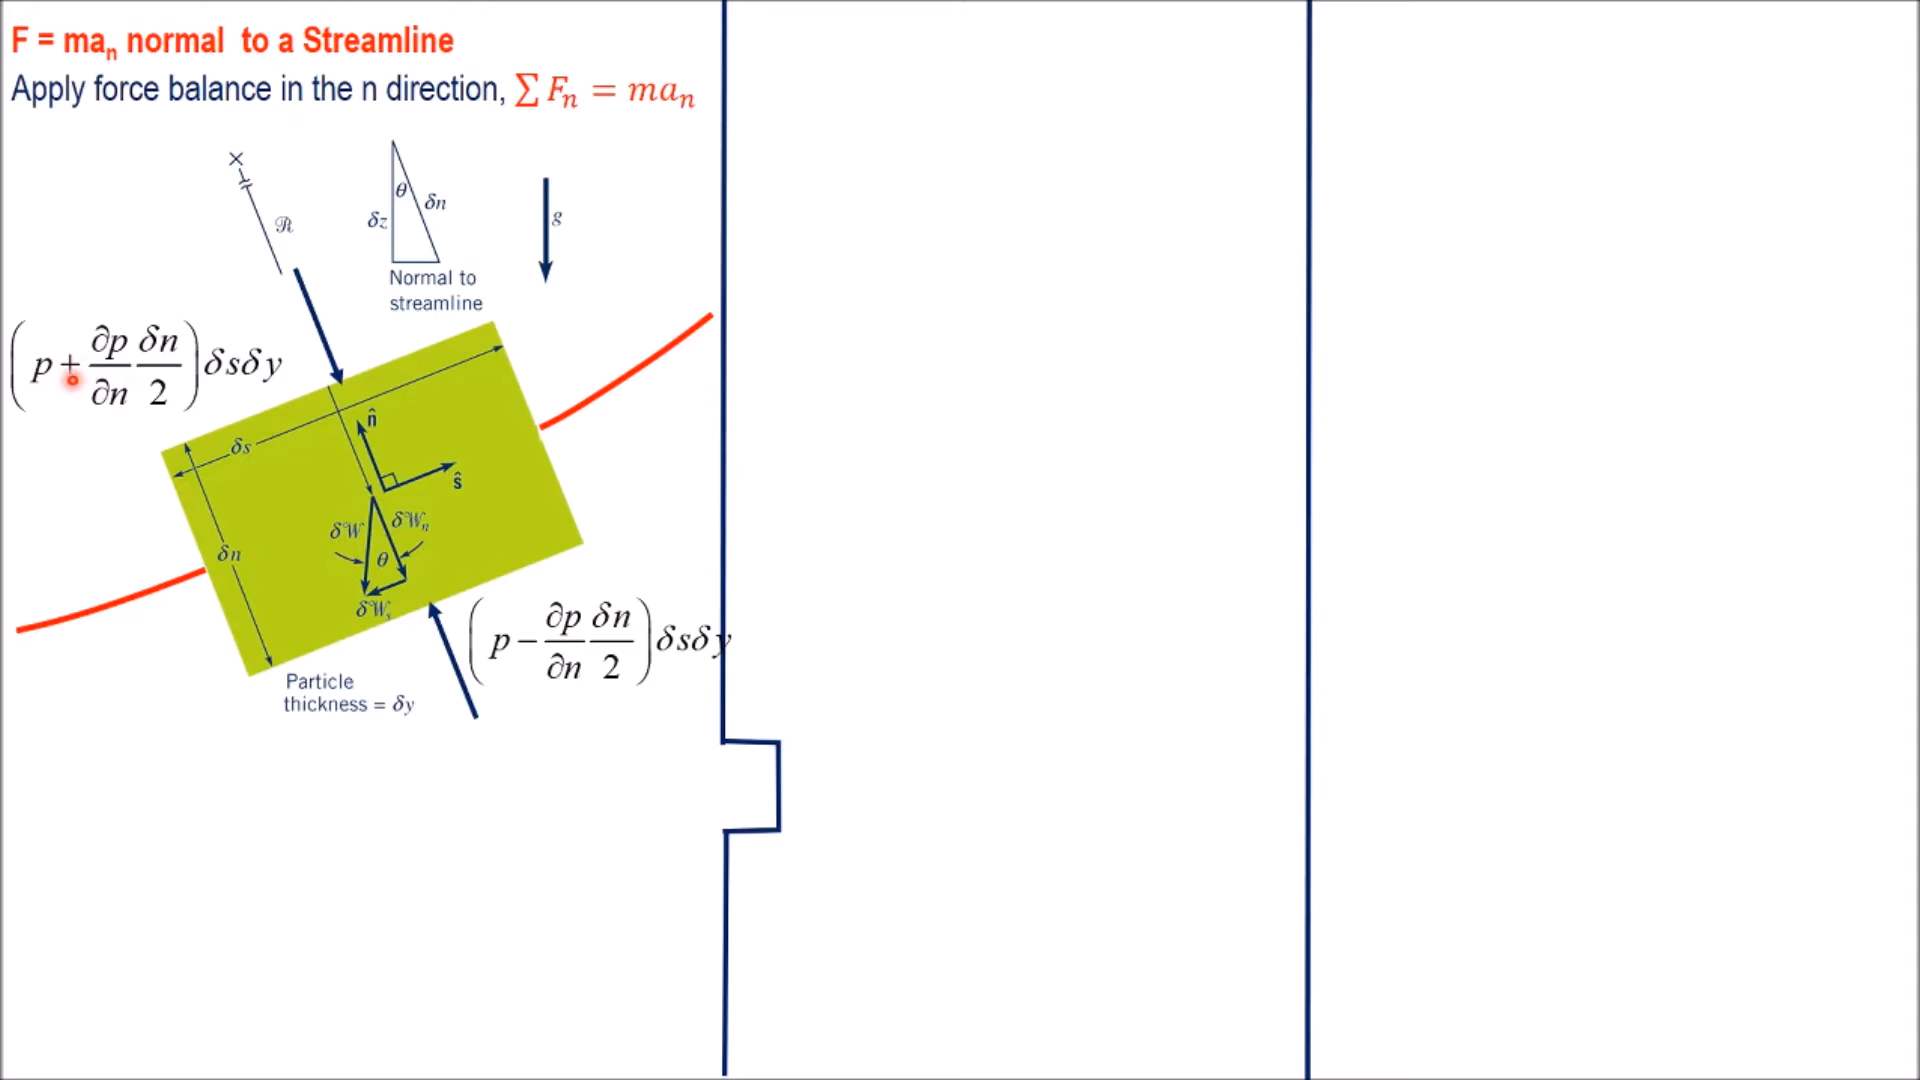 F = maₙ normal to a Streamline
Apply force balance in the n direction, ∑ Fₙ = maₙ
ℛ
θ
δn
δz
g
Normal to
streamline
(p + ∂p/∂n δn/2) δsδy
n̂
δs
ŝ
δ𝒲
δ𝒲ₙ
δn
θ
δ𝒲ₛ
(p − ∂p/∂n δn/2) δsδy
Particle
thickness = δy